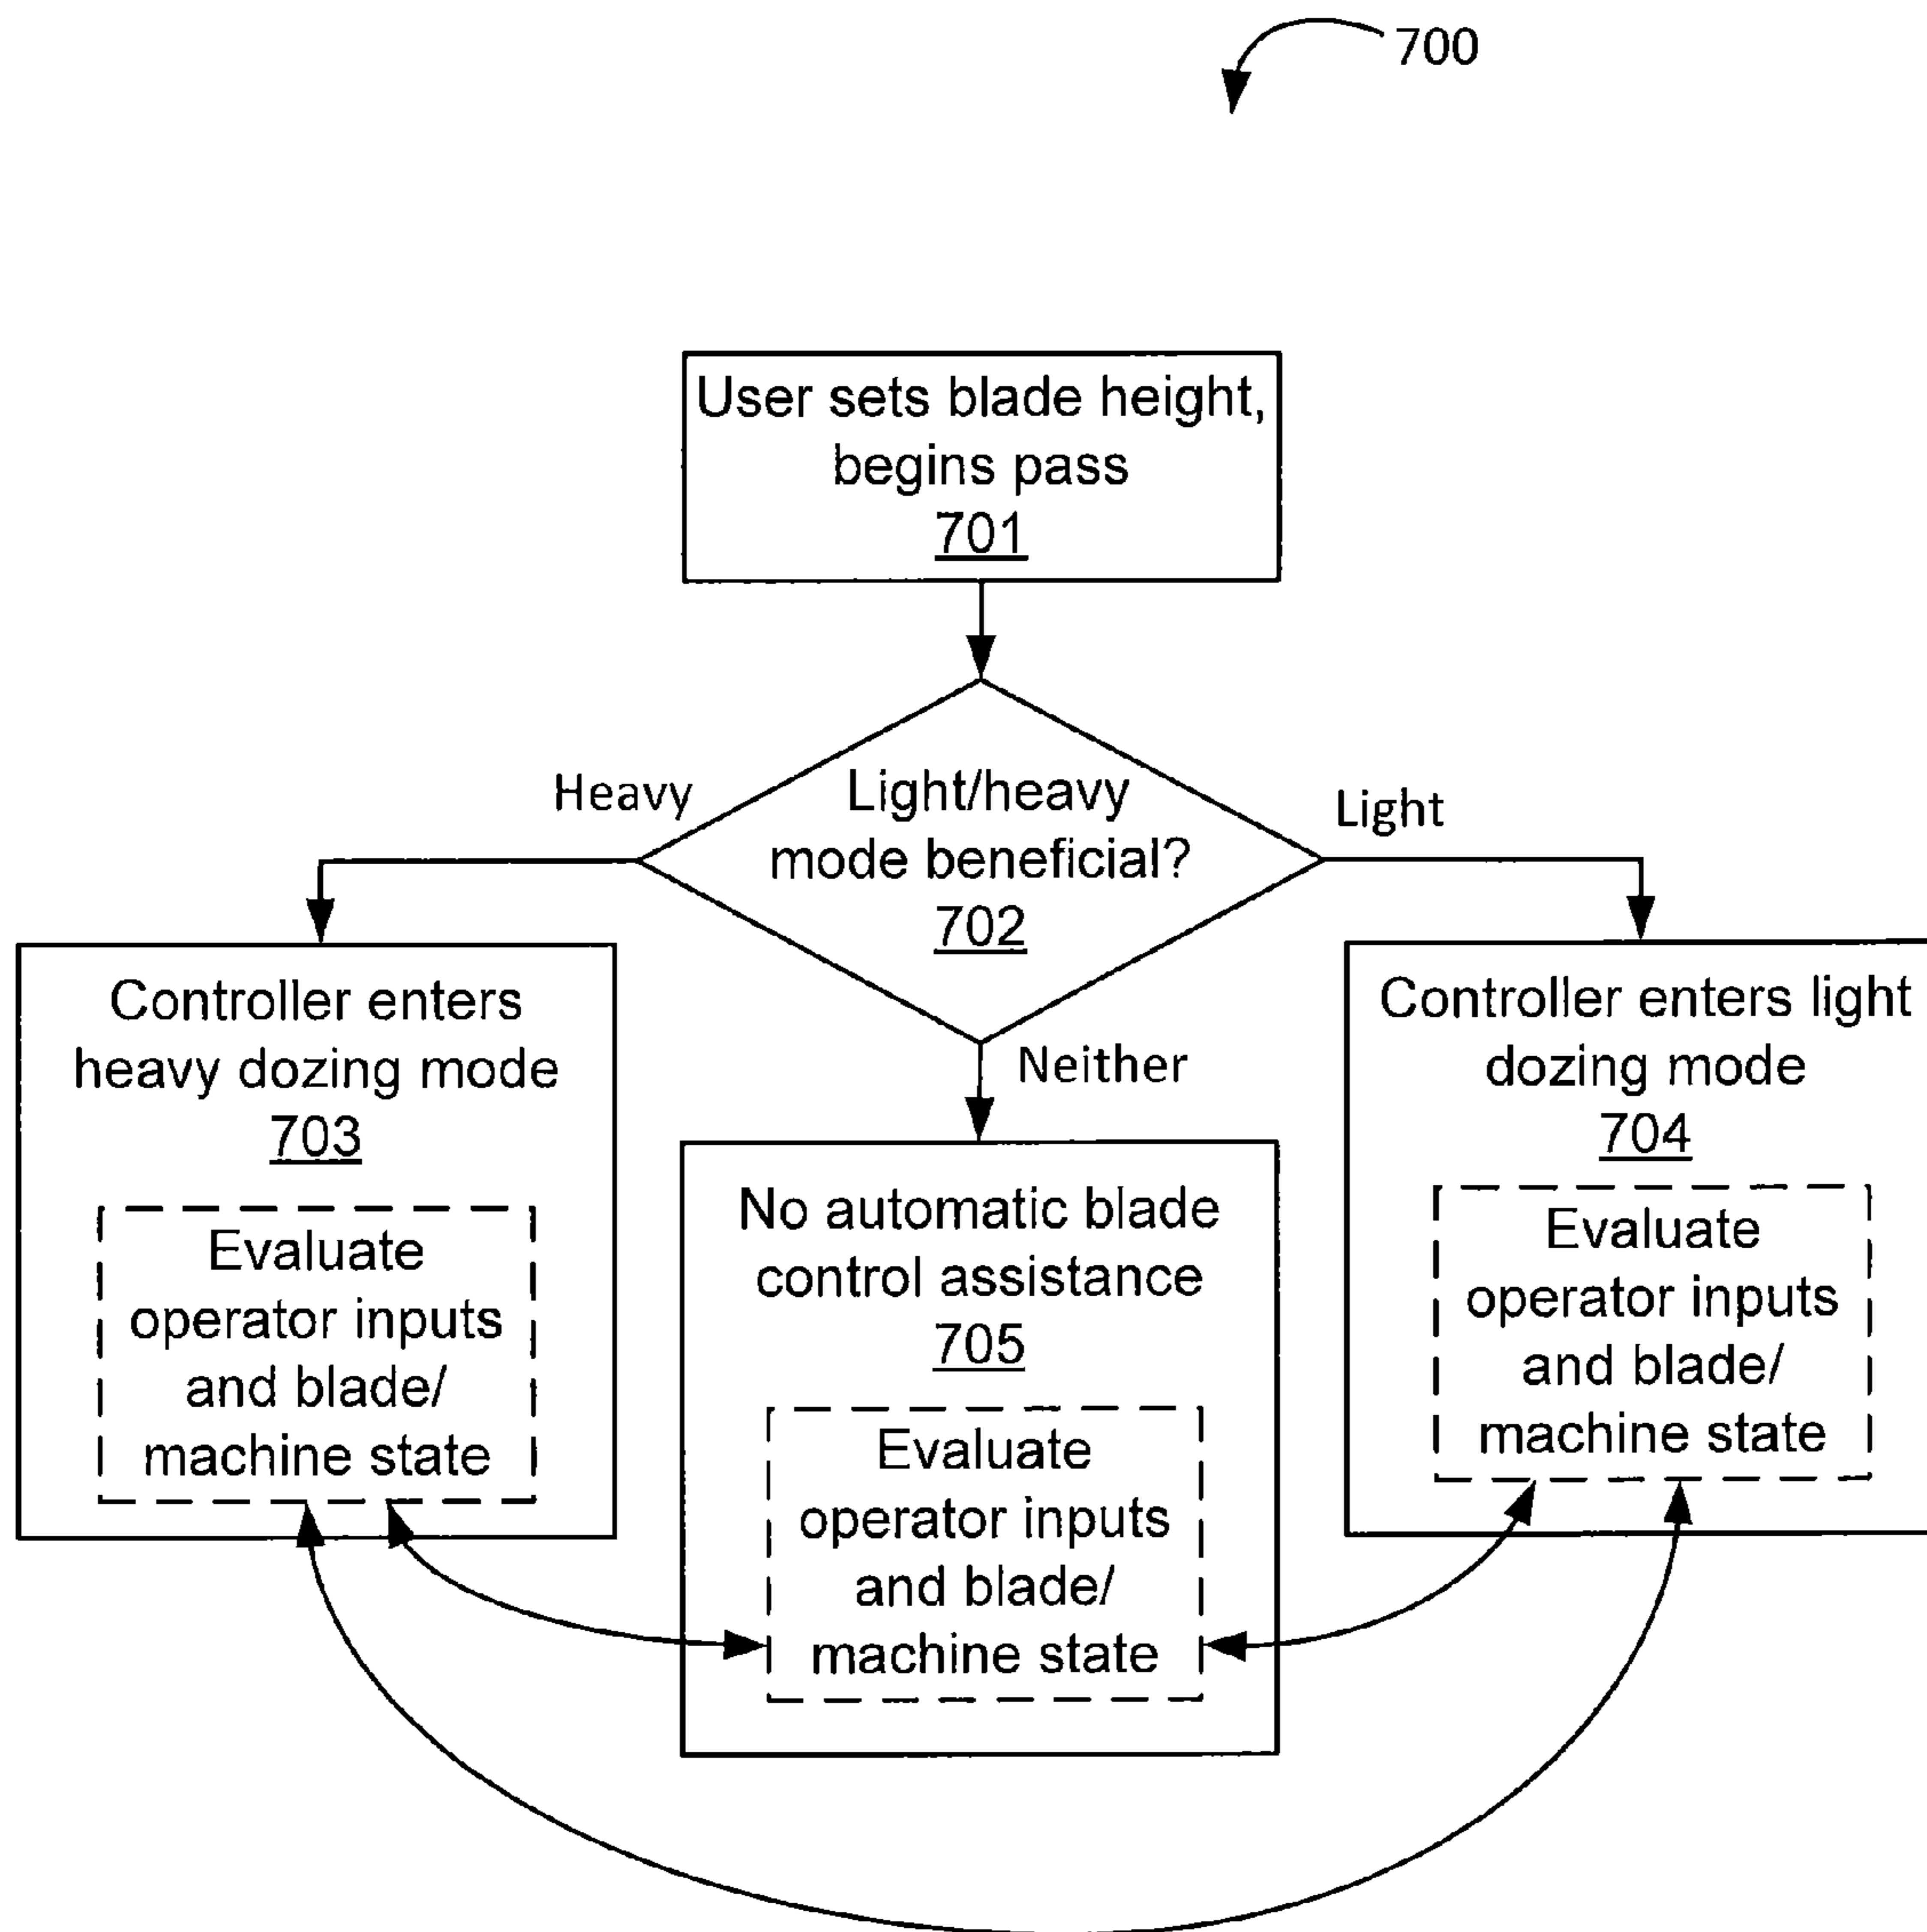 700
User sets blade height,
begins pass
701
Heavy
Light/heavy
mode beneficial?
702
Light
Neither
Controller enters
heavy dozing mode
703
Evaluate
operator inputs
and blade/
machine state
No automatic blade
control assistance
705
Evaluate
operator inputs
and blade/
machine state
Controller enters light
dozing mode
704
Evaluate
operator inputs
and blade/
machine state